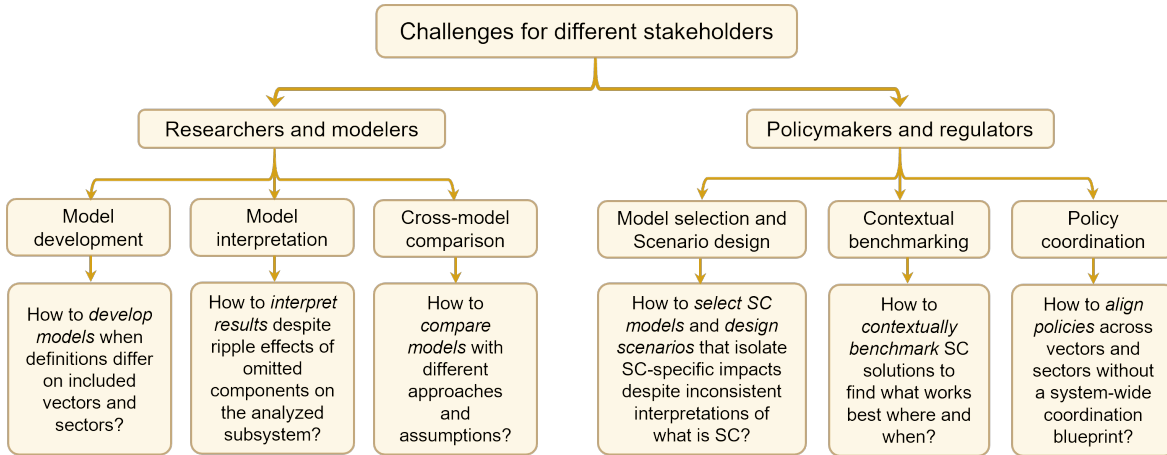 Challenges for different stakeholders
Researchers and modelers
Policymakers and regulators
Model
development
Model
interpretation
Cross-model
comparison
Model selection and
Scenario design
Contextual
benchmarking
Policy
coordination
How to develop
models when
definitions differ
on included
vectors and
sectors?
How to interpret
results despite
ripple effects of
omitted
components on
the analyzed
subsystem?
How to
compare
models with
different
approaches
and
assumptions?
How to select SC
models and design
scenarios that isolate
SC-specific impacts
despite inconsistent
interpretations of
what is SC?
How to
contextually
benchmark SC
solutions to
find what works
best where and
when?
How to align
policies across
vectors and
sectors without
a system-wide
coordination
blueprint?